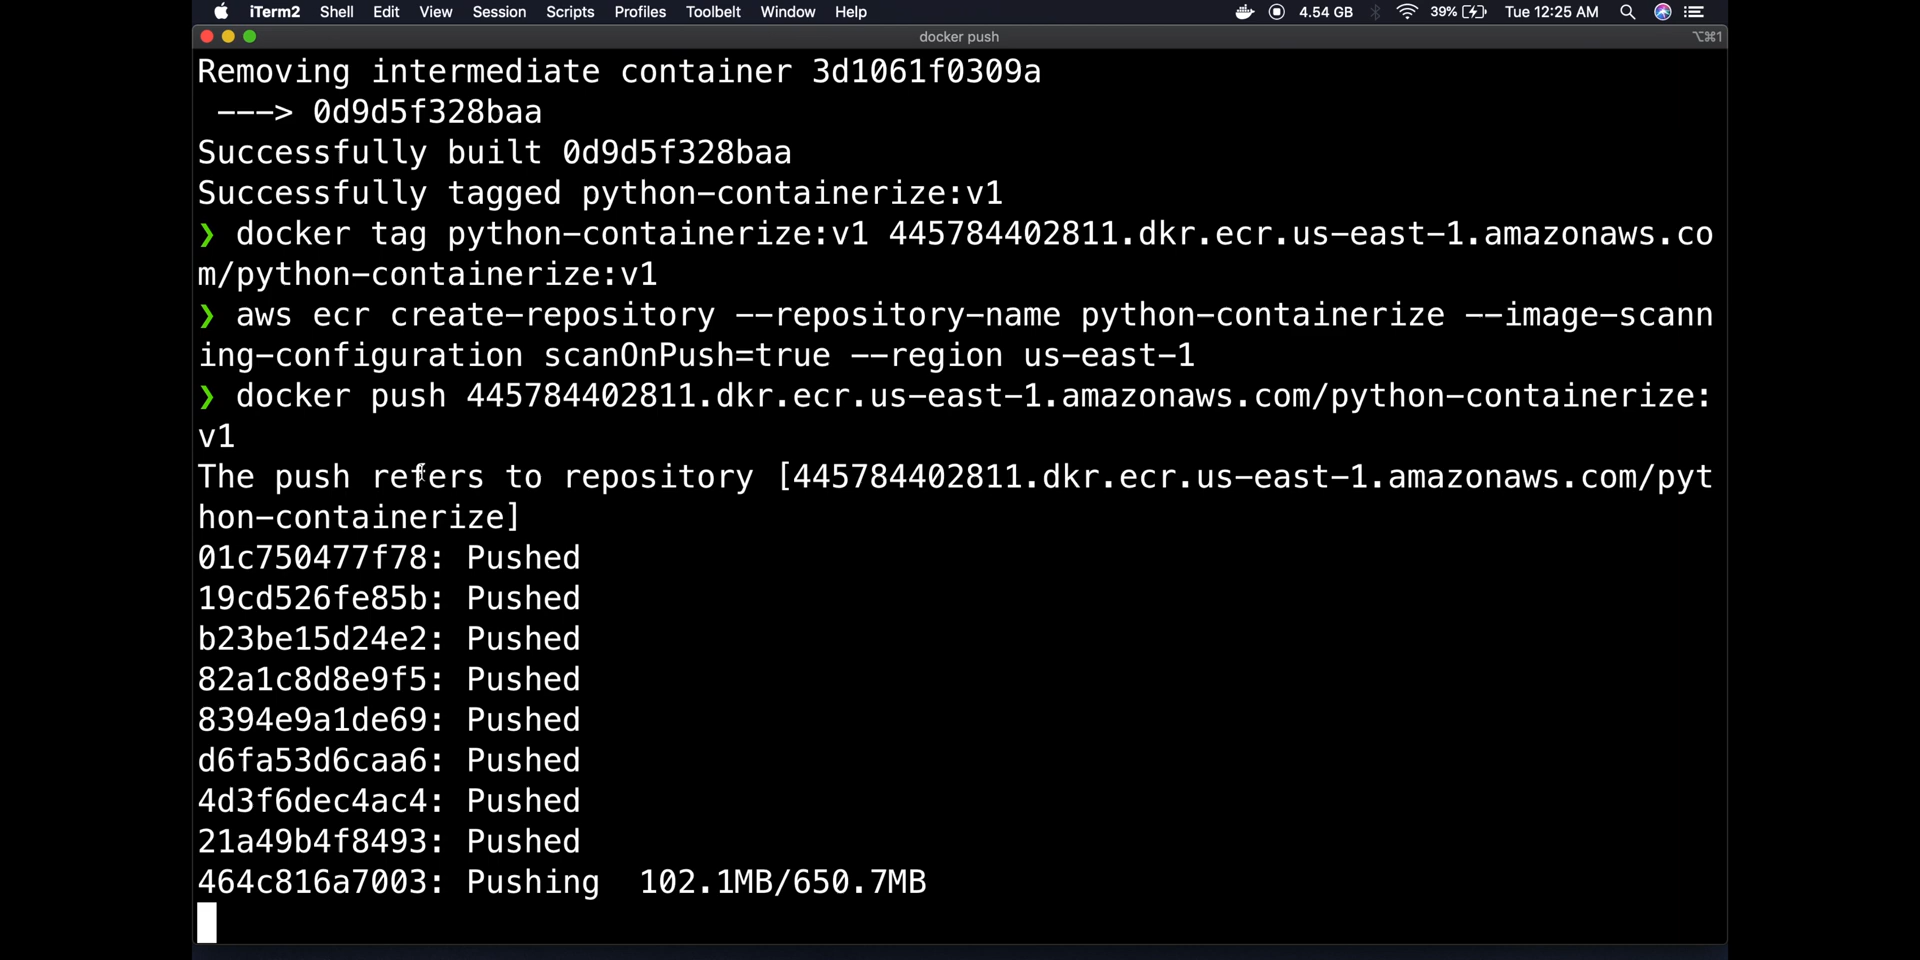 iTerm2 Shell Edit View Session Scripts Profiles Toolbelt Window Help 4.54 GB 39% Tue 12:25 AM
docker push ⌥⌘1
Removing intermediate container 3d1061f0309a
 ---> 0d9d5f328baa
Successfully built 0d9d5f328baa
Successfully tagged python-containerize:v1
❯ docker tag python-containerize:v1 445784402811.dkr.ecr.us-east-1.amazonaws.co
m/python-containerize:v1
❯ aws ecr create-repository --repository-name python-containerize --image-scann
ing-configuration scanOnPush=true --region us-east-1
❯ docker push 445784402811.dkr.ecr.us-east-1.amazonaws.com/python-containerize:
v1
The push refers to repository [445784402811.dkr.ecr.us-east-1.amazonaws.com/pyt
hon-containerize]
01c750477f78: Pushed
19cd526fe85b: Pushed
b23be15d24e2: Pushed
82a1c8d8e9f5: Pushed
8394e9a1de69: Pushed
d6fa53d6caa6: Pushed
4d3f6dec4ac4: Pushed
21a49b4f8493: Pushed
464c816a7003: Pushing  102.1MB/650.7MB